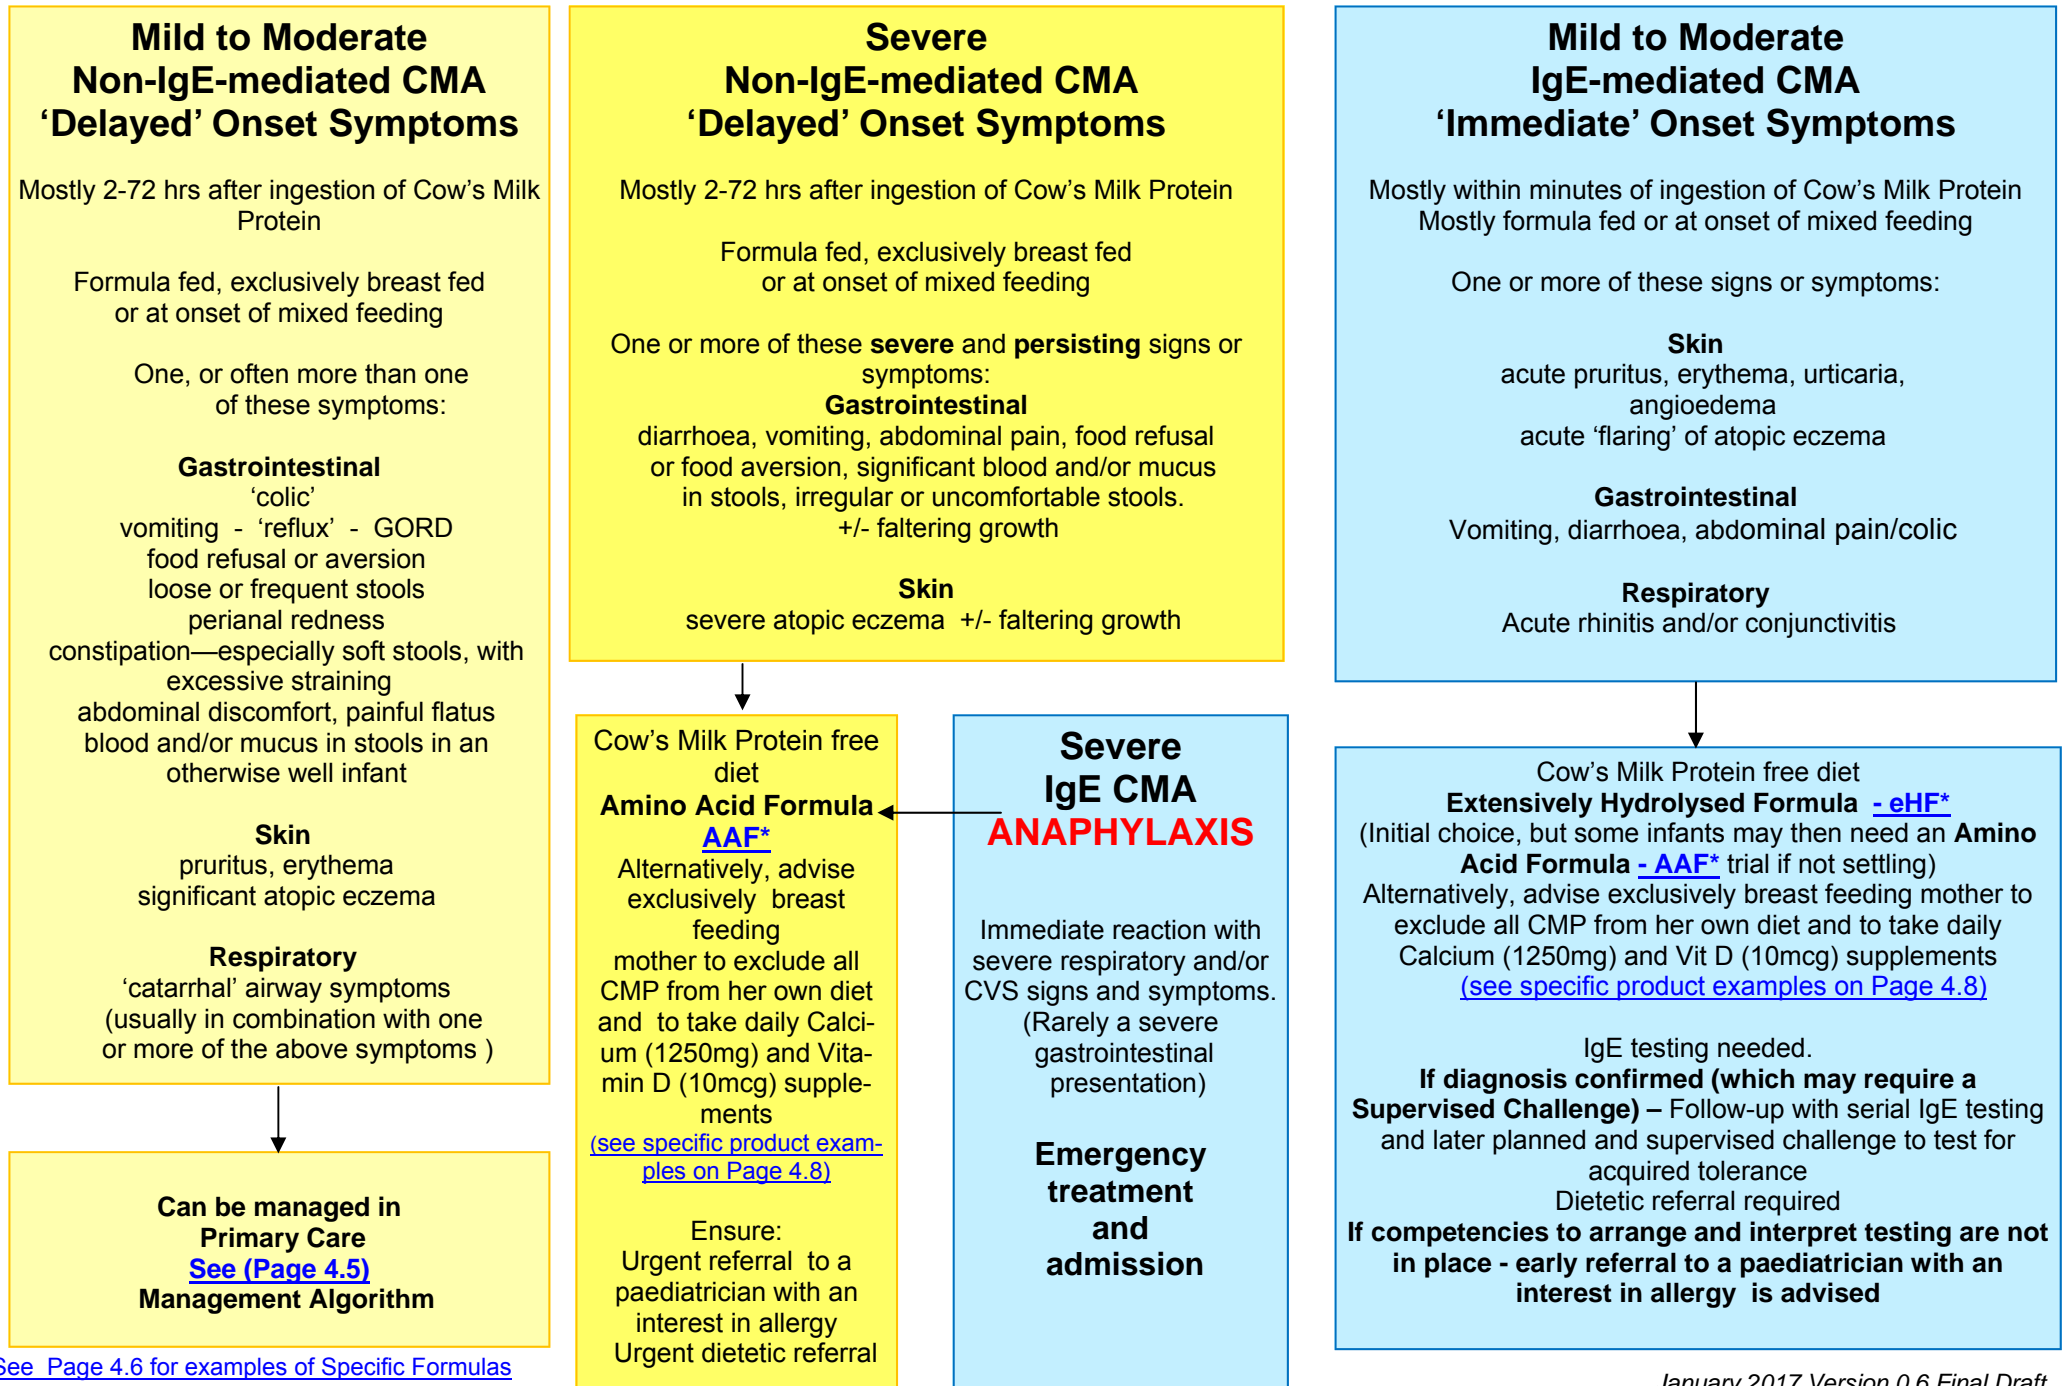 Mild to Moderate
Non-IgE-mediated CMA
‘Delayed’ Onset Symptoms
Mostly 2-72 hrs after ingestion of Cow’s Milk
Protein
Formula fed, exclusively breast fed
or at onset of mixed feeding
One, or often more than one
of these symptoms:
Gastrointestinal
‘colic’
vomiting - ‘reflux’ - GORD
food refusal or aversion
loose or frequent stools
perianal redness
constipation—especially soft stools, with
excessive straining
abdominal discomfort, painful flatus
blood and/or mucus in stools in an
otherwise well infant
Skin
pruritus, erythema
significant atopic eczema
Respiratory
‘catarrhal’ airway symptoms
(usually in combination with one
or more of the above symptoms )
Can be managed in
Primary Care
See (Page 4.5)
Management Algorithm
See Page 4.6 for examples of Specific Formulas
Severe
Non-IgE-mediated CMA
‘Delayed’ Onset Symptoms
Mostly 2-72 hrs after ingestion of Cow’s Milk Protein
Formula fed, exclusively breast fed
or at onset of mixed feeding
One or more of these severe and persisting signs or
symptoms:
Gastrointestinal
diarrhoea, vomiting, abdominal pain, food refusal
or food aversion, significant blood and/or mucus
in stools, irregular or uncomfortable stools.
+/- faltering growth
Skin
severe atopic eczema +/- faltering growth
Cow’s Milk Protein free
diet
Amino Acid Formula
AAF*
Alternatively, advise
exclusively breast
feeding
mother to exclude all
CMP from her own diet
and to take daily Calci-
um (1250mg) and Vita-
min D (10mcg) supple-
ments
(see specific product exam-
ples on Page 4.8)
Ensure:
Urgent referral to a
paediatrician with an
interest in allergy
Urgent dietetic referral
Severe
IgE CMA
ANAPHYLAXIS
Immediate reaction with
severe respiratory and/or
CVS signs and symptoms.
(Rarely a severe
gastrointestinal
presentation)
Emergency
treatment
and
admission
Mild to Moderate
IgE-mediated CMA
‘Immediate’ Onset Symptoms
Mostly within minutes of ingestion of Cow’s Milk Protein
Mostly formula fed or at onset of mixed feeding
One or more of these signs or symptoms:
Skin
acute pruritus, erythema, urticaria,
angioedema
acute ‘flaring’ of atopic eczema
Gastrointestinal
Vomiting, diarrhoea, abdominal pain/colic
Respiratory
Acute rhinitis and/or conjunctivitis
Cow’s Milk Protein free diet
Extensively Hydrolysed Formula - eHF*
(Initial choice, but some infants may then need an Amino
Acid Formula - AAF* trial if not settling)
Alternatively, advise exclusively breast feeding mother to
exclude all CMP from her own diet and to take daily
Calcium (1250mg) and Vit D (10mcg) supplements
(see specific product examples on Page 4.8)
IgE testing needed.
If diagnosis confirmed (which may require a
Supervised Challenge) – Follow-up with serial IgE testing
and later planned and supervised challenge to test for
acquired tolerance
Dietetic referral required
If competencies to arrange and interpret testing are not
in place - early referral to a paediatrician with an
interest in allergy is advised
January 2017 Version 0.6 Final Draft